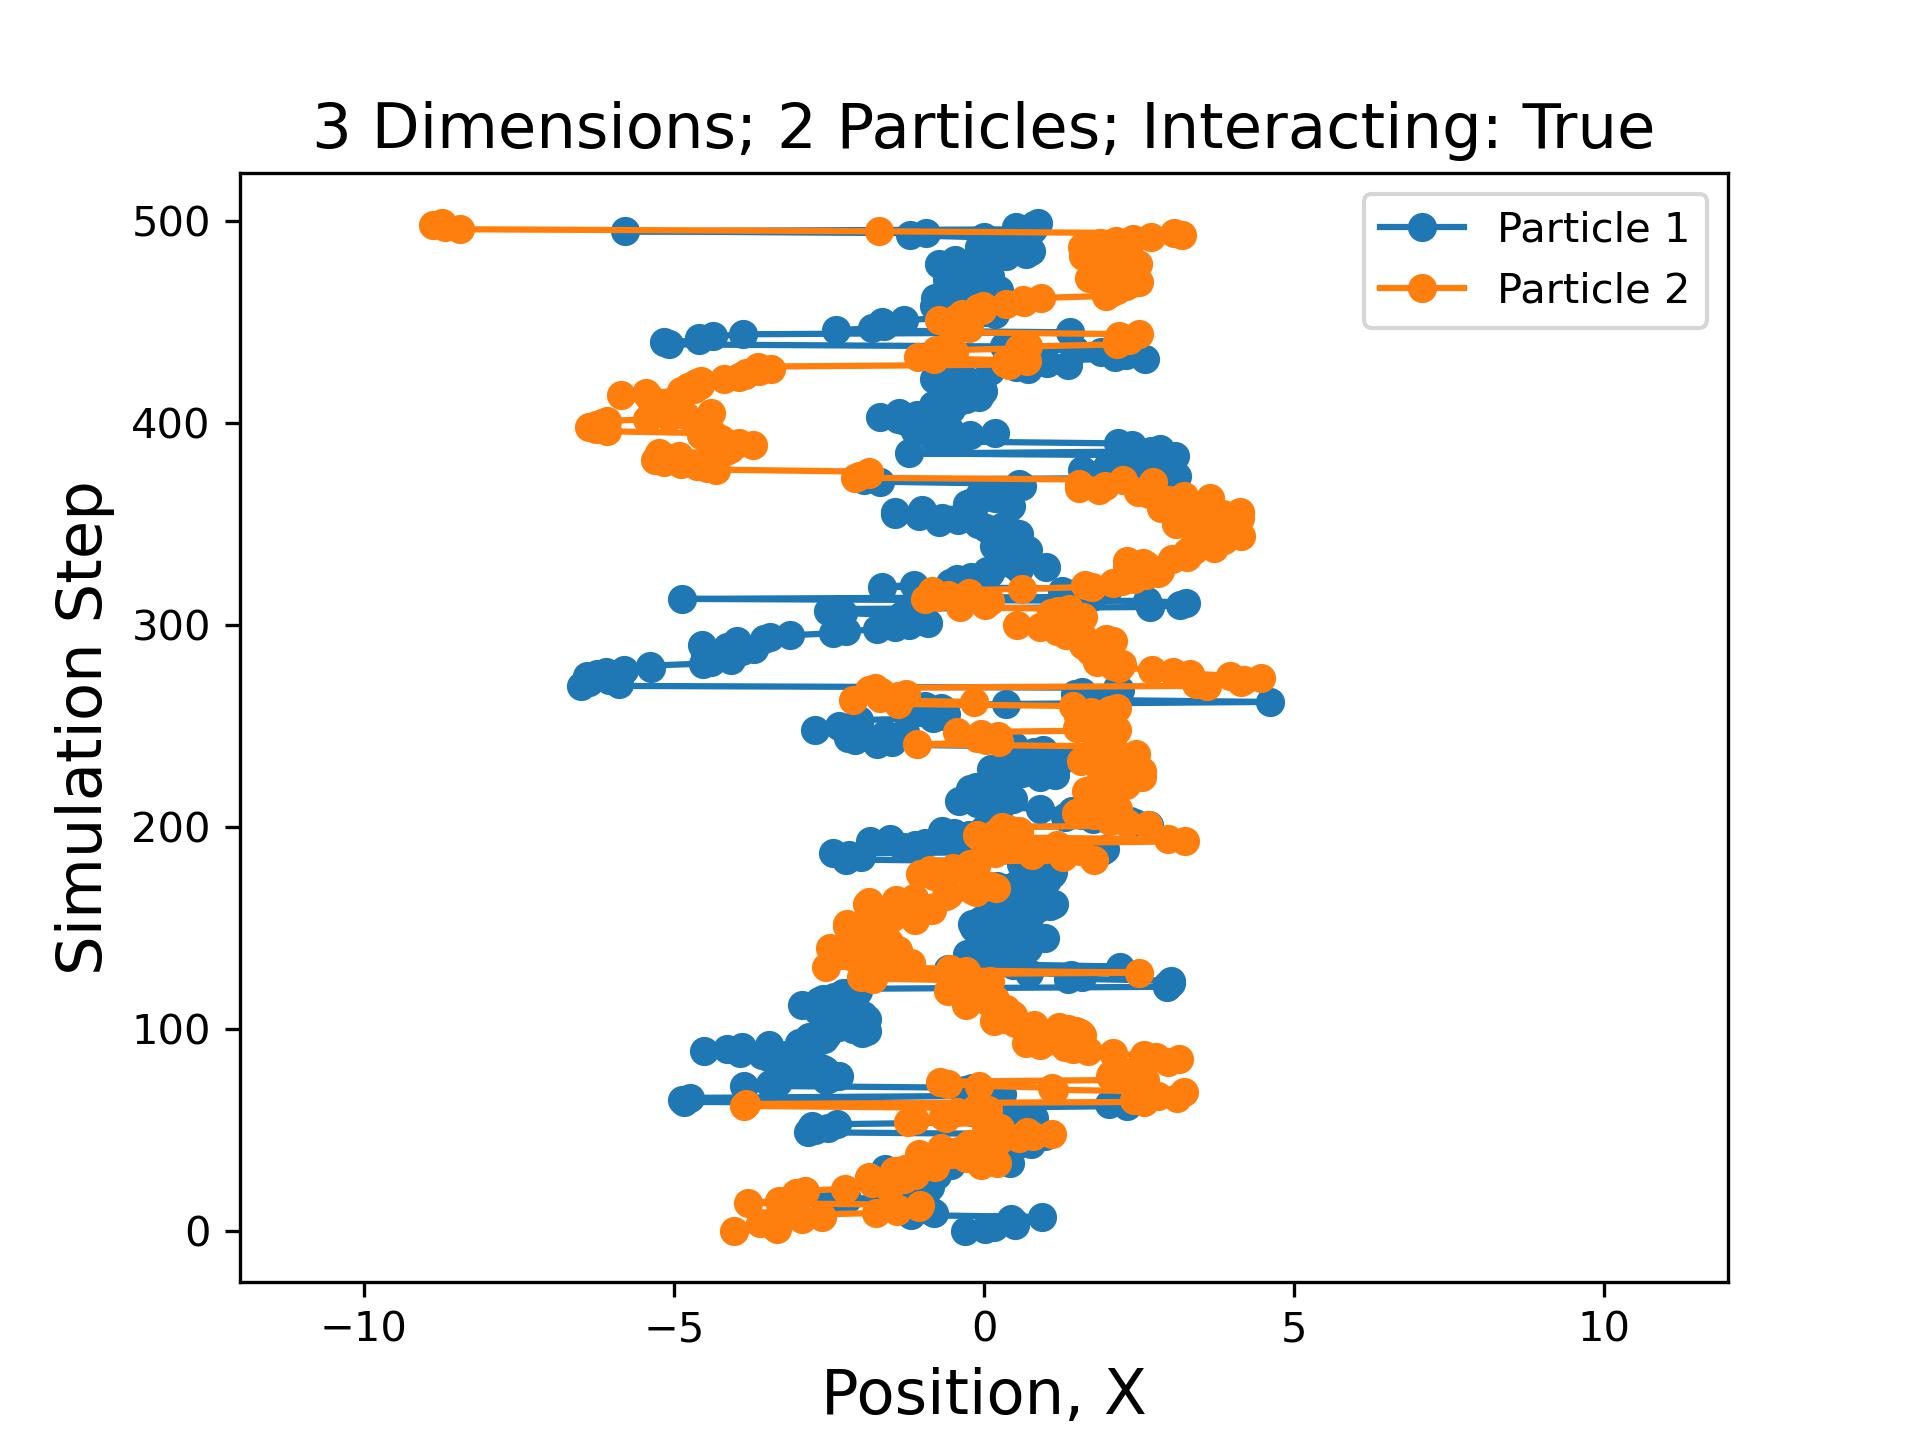 3 Dimensions; 2 Particles; Interacting: True
Particle 1
Particle 2
500
400
300
200
100
0
Simulation Step
−10
−5
0
5
10
Position, X